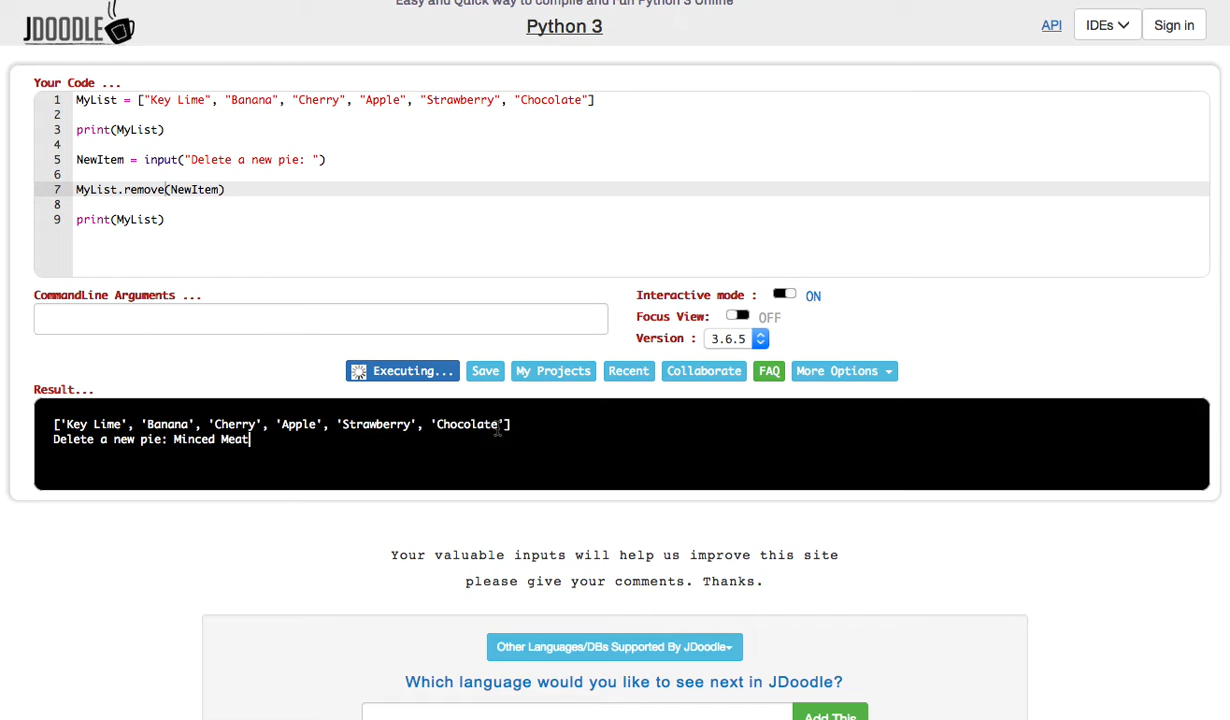 Easy and Quick way to compile and Run Python 3 Online
JDOODLE
Python 3
API
IDEs
Sign in
Your Code ...
1 MyList = ["Key Lime", "Banana", "Cherry", "Apple", "Strawberry", "Chocolate"]
2
3 print(MyList)
4
5 NewItem = input("Delete a new pie: ")
6
7 MyList.remove(NewItem)
8
9 print(MyList)
CommandLine Arguments ...
Interactive mode : ON
Focus View: OFF
Version : 3.6.5
Executing... Save My Projects Recent Collaborate FAQ More Options
Result...
['Key Lime', 'Banana', 'Cherry', 'Apple', 'Strawberry', 'Chocolate']
Delete a new pie: Minced Meat
Your valuable inputs will help us improve this site
please give your comments. Thanks.
Other Languages/DBs Supported By JDoodle
Which language would you like to see next in JDoodle?
Add This